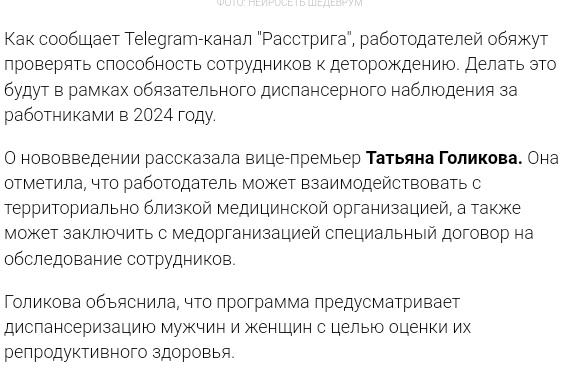 ФОТО: НЕЙРОСЕТЬ ШЕДЕВРУМ
Как сообщает Telegram-канал "Расстрига", работодателей обяжут
проверять способность сотрудников к деторождению. Делать это
будут в рамках обязательного диспансерного наблюдения за
работниками в 2024 году.
О нововведении рассказала вице-премьер Татьяна Голикова. Она
отметила, что работодатель может взаимодействовать с
территориально близкой медицинской организацией, а также
может заключить с медорганизацией специальный договор на
обследование сотрудников.
Голикова объяснила, что программа предусматривает
диспансеризацию мужчин и женщин с целью оценки их
репродуктивного здоровья.